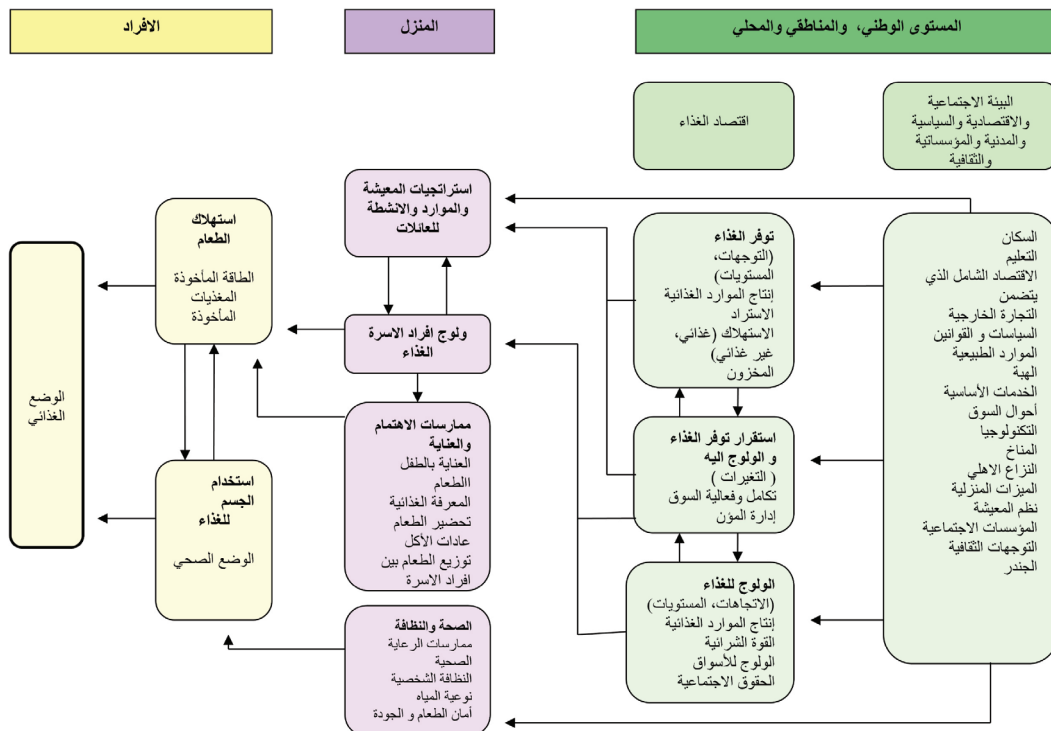 المستوى الوطني، والمناطقي والمحلي
المنزل
الافراد
البيئة الاجتماعية
والاقتصادية والسياسية
والمدنية والمؤسساتية
والثقافية
اقتصاد الغذاء
السكان
التعليم
الاقتصاد الشامل الذي
يتضمن
التجارة الخارجية
السياسات و القوانين
الموارد الطبيعية
الهبة
الخدمات الأساسية
أحوال السوق
التكنولوجيا
المناخ
النزاع الاهلي
الميزات المنزلية
نظم المعيشة
المؤسسات الاجتماعية
التوجهات الثقافية
الجندر
توفر الغذاء
(التوجهات،
المستويات)
إنتاج الموارد الغذائية
الاستراد
الاستهلاك (غذائي،
غير غذائي)
المخزون
استقرار توفر الغذاء
و الولوج اليه
( التغيرات )
تكامل وفعالية السوق
إدارة المؤن
الولوج للغذاء
(الاتجاهات، المستويات)
إنتاج الموارد الغذائية
القوة الشرائية
الولوج للأسواق
الحقوق الاجتماعية
استراتجيات المعيشة
والموارد والانشطة
للعائلات
ولوج افراد الاسرة
الغذاء
ممارسات الاهتمام
والعناية
العناية بالطفل
االطعام
المعرفة الغذائية
تحضير الطعام
عادات الأكل
توزيع الطعام بين
افراد الاسرة
الصحة والنظافة
ممارسات الرعاية
الصحية
النظافة الشخصية
نوعية المياه
أمان الطعام و الجودة
استهلاك
الطعام
الطاقة المأخوذة
المغذيات
المأخوذة
استخدام
الجسم
للغذاء
الوضع الصحي
الوضع
الغذائي